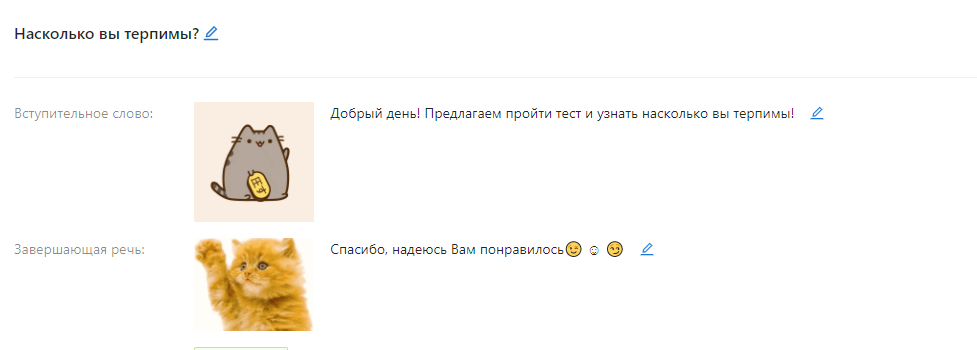 Насколько вы терпимы?
Вступительное слово:
Добрый день! Предлагаем пройти тест и узнать насколько вы терпимы!
Завершающая речь:
Спасибо, надеюсь Вам понравилось😉 ☺ 😏